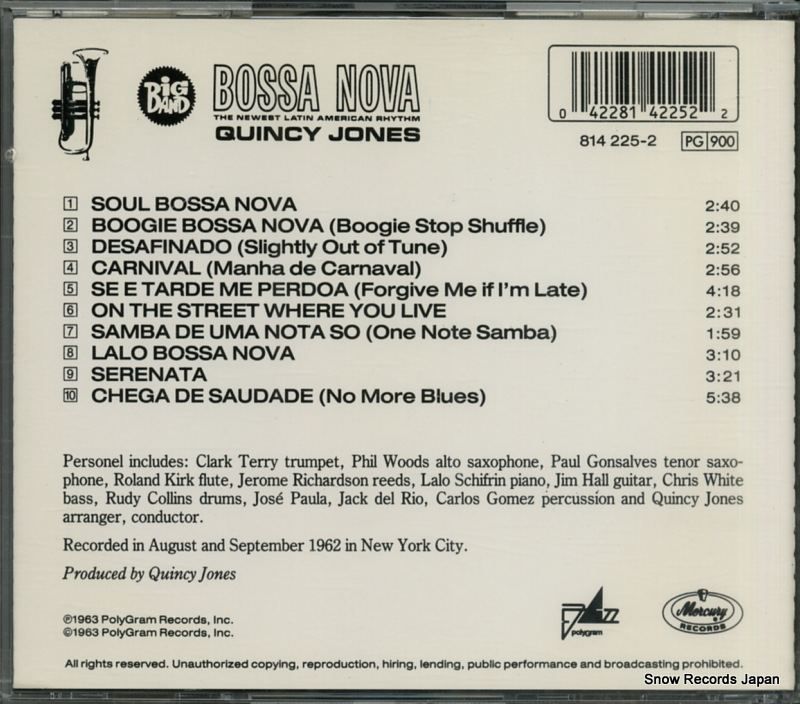 BIG BAND
BOSSA NOVA
THE NEWEST LATIN AMERICAN RHYTHM
QUINCY JONES
0 42281 42252 2
814 225-2 PG 900
1 SOUL BOSSA NOVA 2:40
2 BOOGIE BOSSA NOVA (Boogie Stop Shuffle) 2:39
3 DESAFINADO (Slightly Out of Tune) 2:52
4 CARNIVAL (Manha de Carnaval) 2:56
5 SE E TARDE ME PERDOA (Forgive Me if I'm Late) 4:18
6 ON THE STREET WHERE YOU LIVE 2:31
7 SAMBA DE UMA NOTA SO (One Note Samba) 1:59
8 LALO BOSSA NOVA 3:10
9 SERENATA 3:21
10 CHEGA DE SAUDADE (No More Blues) 5:38
Personel includes: Clark Terry trumpet, Phil Woods alto saxophone, Paul Gonsalves tenor saxo-
phone, Roland Kirk flute, Jerome Richardson reeds, Lalo Schifrin piano, Jim Hall guitar, Chris White
bass, Rudy Collins drums, José Paula, Jack del Rio, Carlos Gomez percussion and Quincy Jones
arranger, conductor.
Recorded in August and September 1962 in New York City.
Produced by Quincy Jones
℗1963 PolyGram Records, Inc.
©1963 PolyGram Records, Inc.
Jazz
polygram
Mercury
RECORDS
All rights reserved. Unauthorized copying, reproduction, hiring, lending, public performance and broadcasting prohibited.
Snow Records Japan